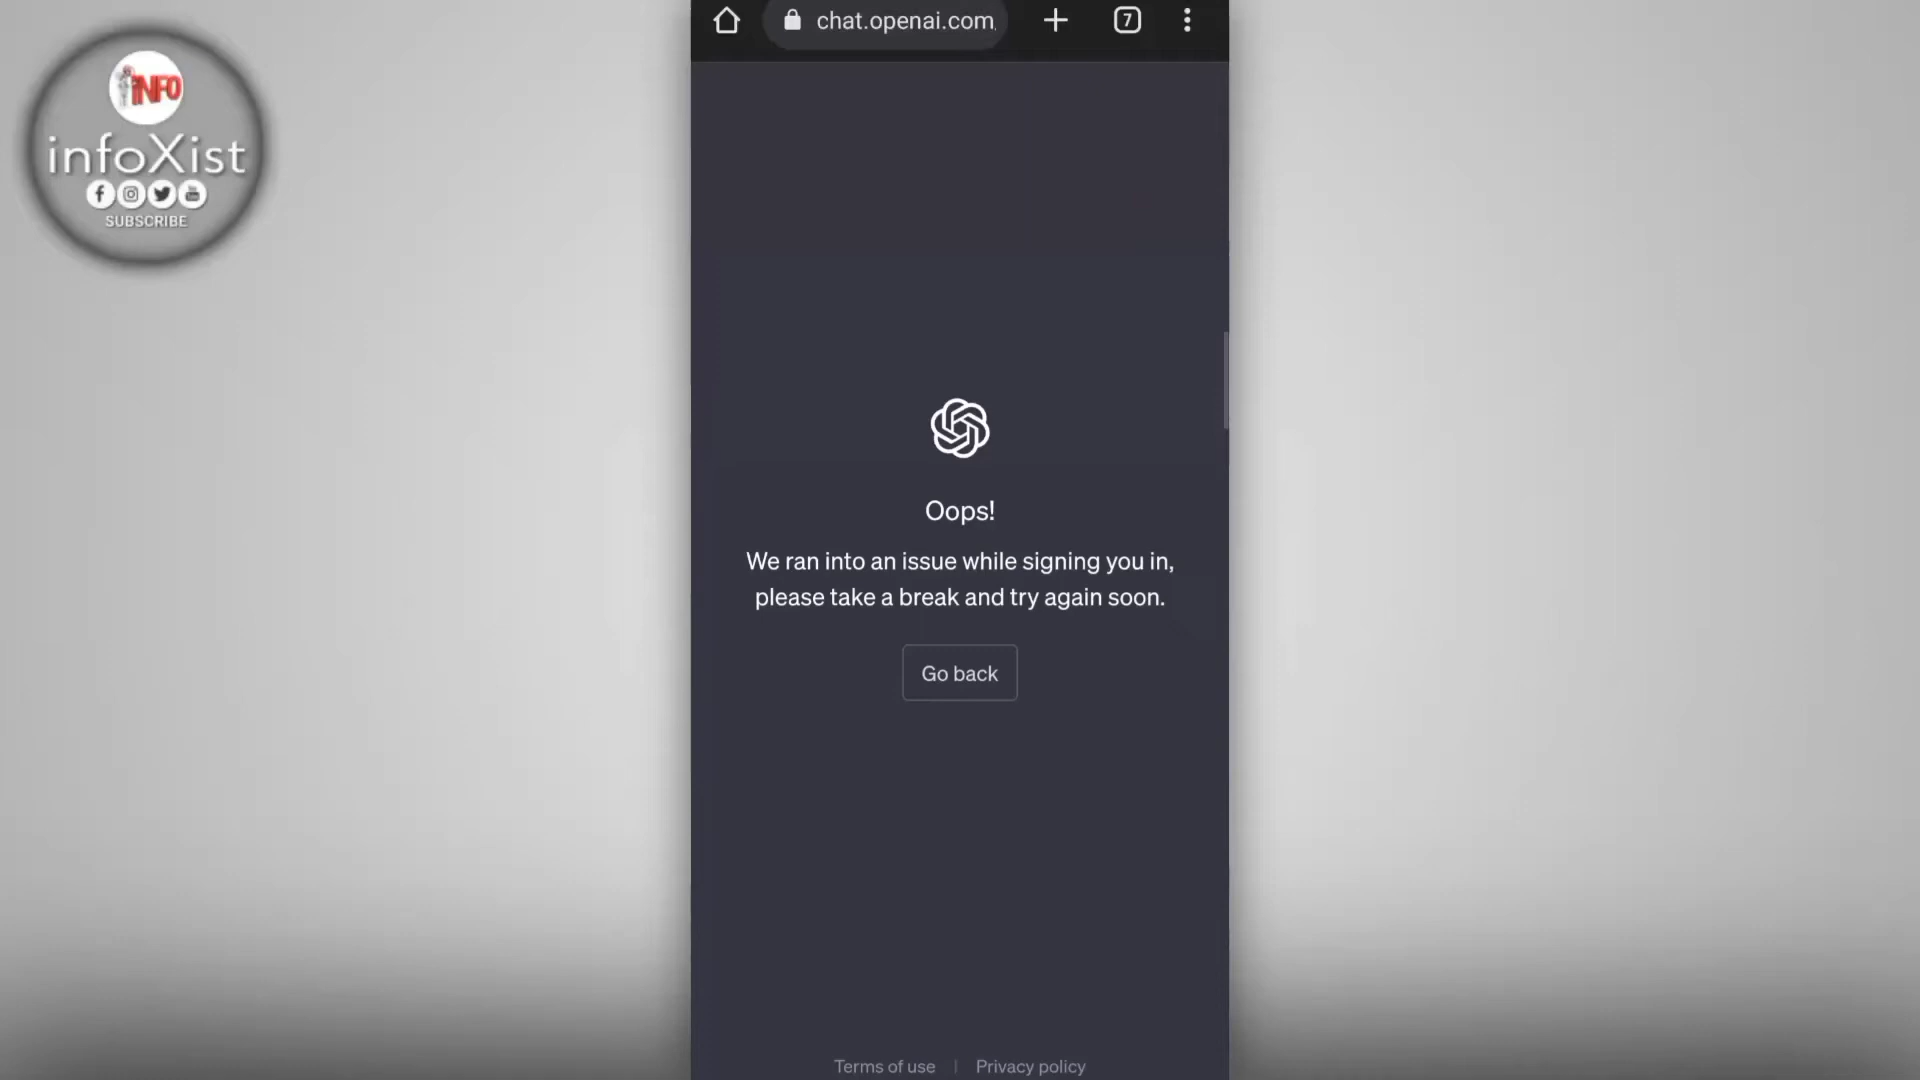 chat.openai.com
7
INFO
infoXist
SUBSCRIBE
Oops!
We ran into an issue while signing you in,
please take a break and try again soon.
Go back
Terms of use | Privacy policy